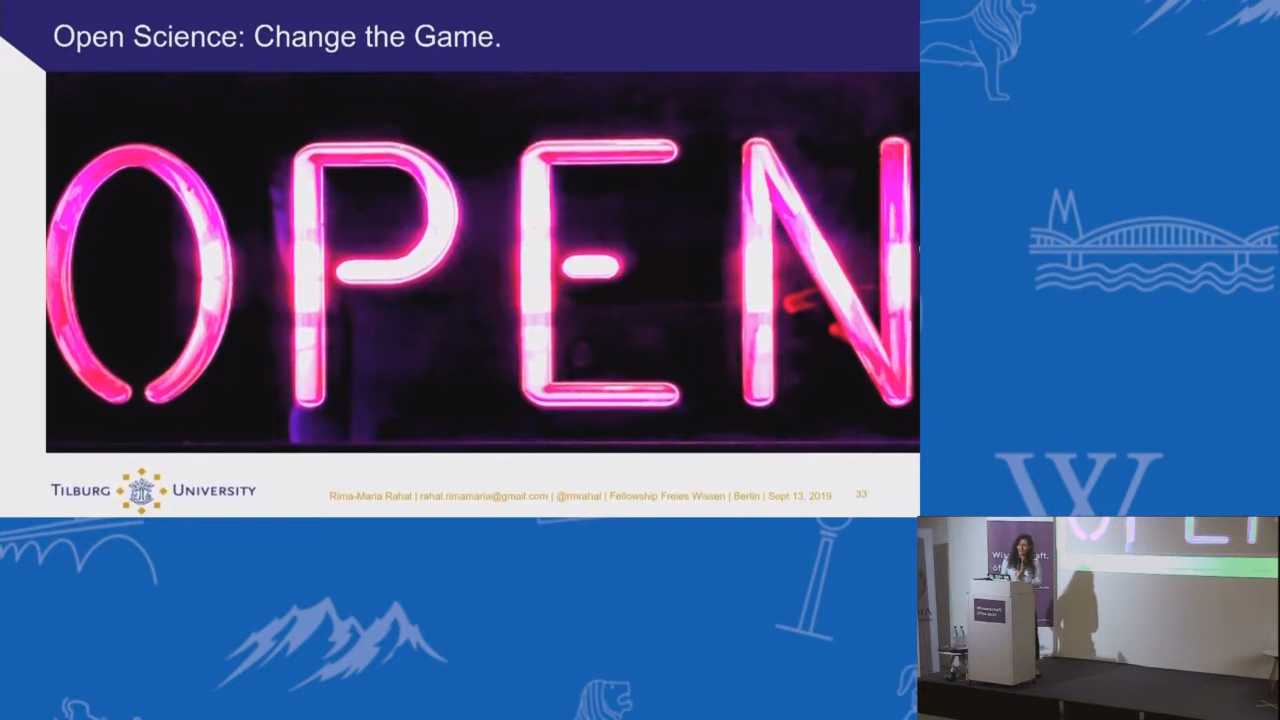 Open Science: Change the Game.
OPEN
TILBURG UNIVERSITY
Rima-Maria Rahal | rahal.rimamaria@gmail.com | @rmrahal | Fellowship Freies Wissen | Berlin | Sept 13, 2019 33
W